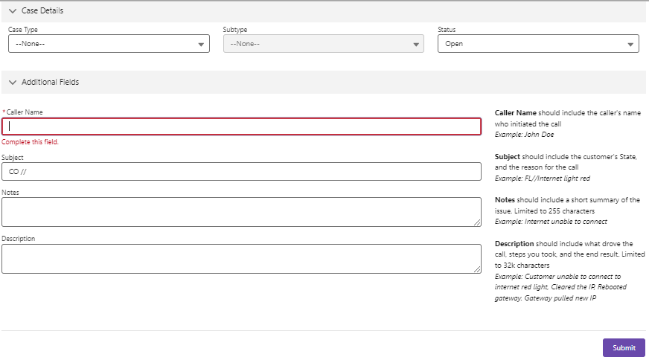 Case Details
Case Type
Subtype
Status
--None--
--None--
Open
Additional Fields
* Caller Name
Complete this field.
Subject
CO //
Notes
Description
Caller Name should include the caller's name
who initiated the call
Example: John Doe
Subject should include the customer's State,
and the reason for the call
Example: FL//Internet light red
Notes should include a short summary of the
issue. Limited to 255 characters
Example: Internet unable to connect
Description should include what drove the
call, steps you took, and the end result. Limited
to 32k characters
Example: Customer unable to connect to
internet red light, Cleared the IP, Rebooted
gateway. Gateway pulled new IP
Submit